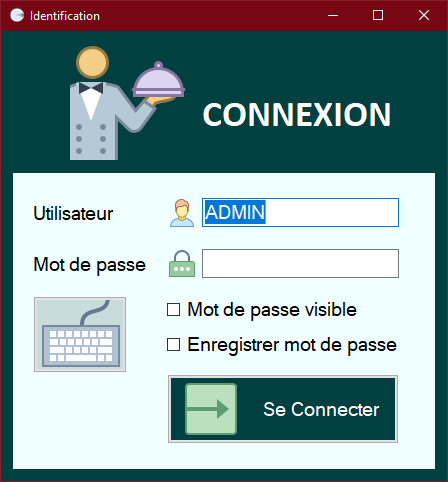 Identification
CONNEXION
Utilisateur
ADMIN
Mot de passe
Mot de passe visible
Enregistrer mot de passe
Se Connecter